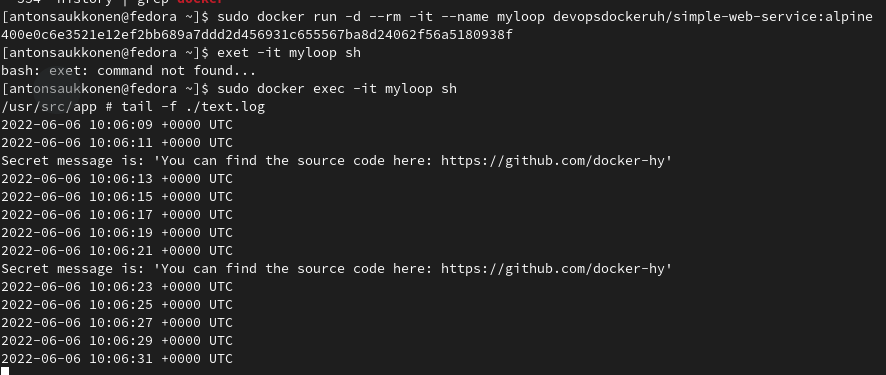 docker
[antonsaukkonen@fedora ~]$ sudo docker run -d --rm -it --name myloop devopsdockeruh/simple-web-service:alpine
400e0c6e3521e12ef2bb689a7ddd2d456931c655567ba8d24062f56a5180938f
[antonsaukkonen@fedora ~]$ exet -it myloop sh
bash: exet: command not found...
[antonsaukkonen@fedora ~]$ sudo docker exec -it myloop sh
/usr/src/app # tail -f ./text.log
2022-06-06 10:06:09 +0000 UTC
2022-06-06 10:06:11 +0000 UTC
Secret message is: 'You can find the source code here: https://github.com/docker-hy'
2022-06-06 10:06:13 +0000 UTC
2022-06-06 10:06:15 +0000 UTC
2022-06-06 10:06:17 +0000 UTC
2022-06-06 10:06:19 +0000 UTC
2022-06-06 10:06:21 +0000 UTC
Secret message is: 'You can find the source code here: https://github.com/docker-hy'
2022-06-06 10:06:23 +0000 UTC
2022-06-06 10:06:25 +0000 UTC
2022-06-06 10:06:27 +0000 UTC
2022-06-06 10:06:29 +0000 UTC
2022-06-06 10:06:31 +0000 UTC